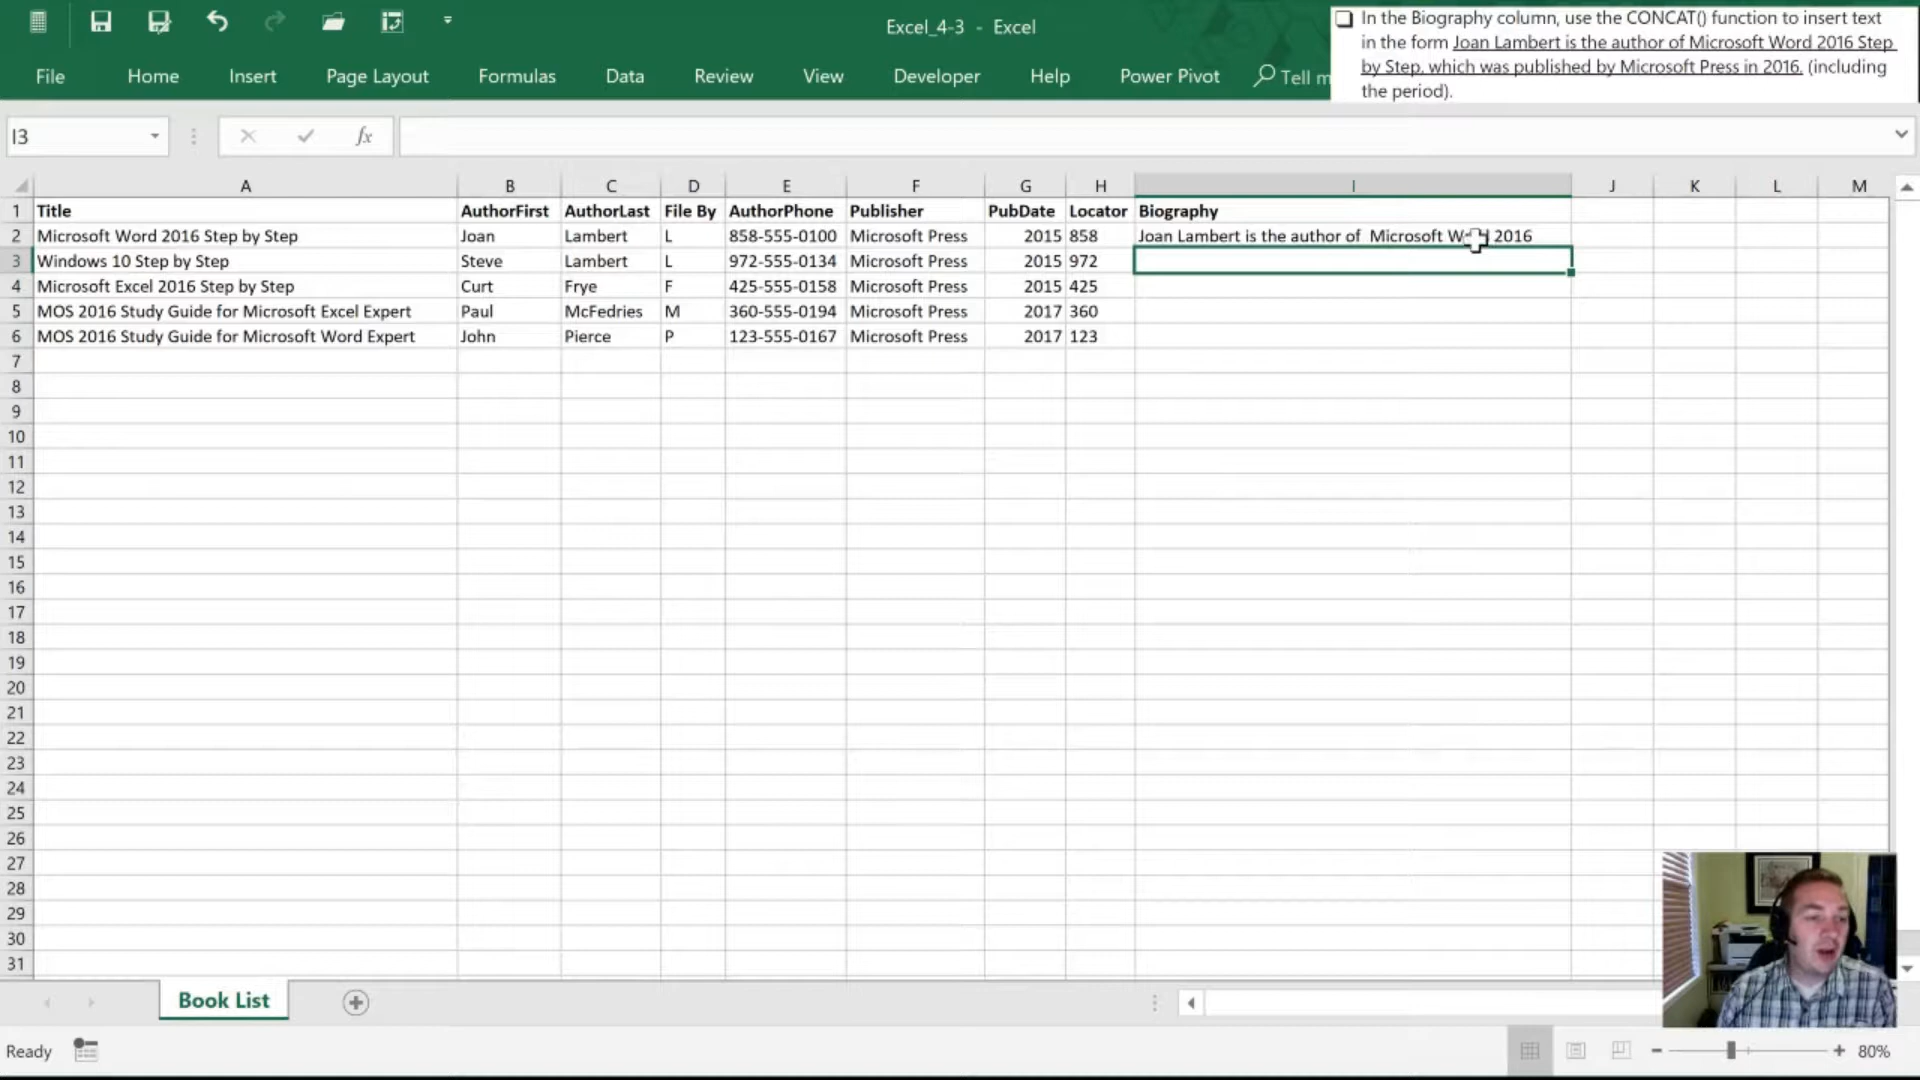 Excel_4-3 - Excel
In the Biography column, use the CONCAT() function to insert text
in the form Joan Lambert is the author of Microsoft Word 2016 Step
by Step, which was published by Microsoft Press in 2016. (including
the period).
File Home Insert Page Layout Formulas Data Review View Developer Help Power Pivot Tell m
I3 fx
A B C D E F G H I J K L M
1 Title AuthorFirst AuthorLast File By AuthorPhone Publisher PubDate Locator Biography
2 Microsoft Word 2016 Step by Step Joan Lambert L 858-555-0100 Microsoft Press 2015 858 Joan Lambert is the author of Microsoft 2016
3 Windows 10 Step by Step Steve Lambert L 972-555-0134 Microsoft Press 2015 972
4 Microsoft Excel 2016 Step by Step Curt Frye F 425-555-0158 Microsoft Press 2015 425
5 MOS 2016 Study Guide for Microsoft Excel Expert Paul McFedries M 360-555-0194 Microsoft Press 2017 360
6 MOS 2016 Study Guide for Microsoft Word Expert John Pierce P 123-555-0167 Microsoft Press 2017 123
7
8
9
10
11
12
13
14
15
16
17
18
19
20
21
22
23
24
25
26
27
28
29
30
31
Book List
Ready 80%